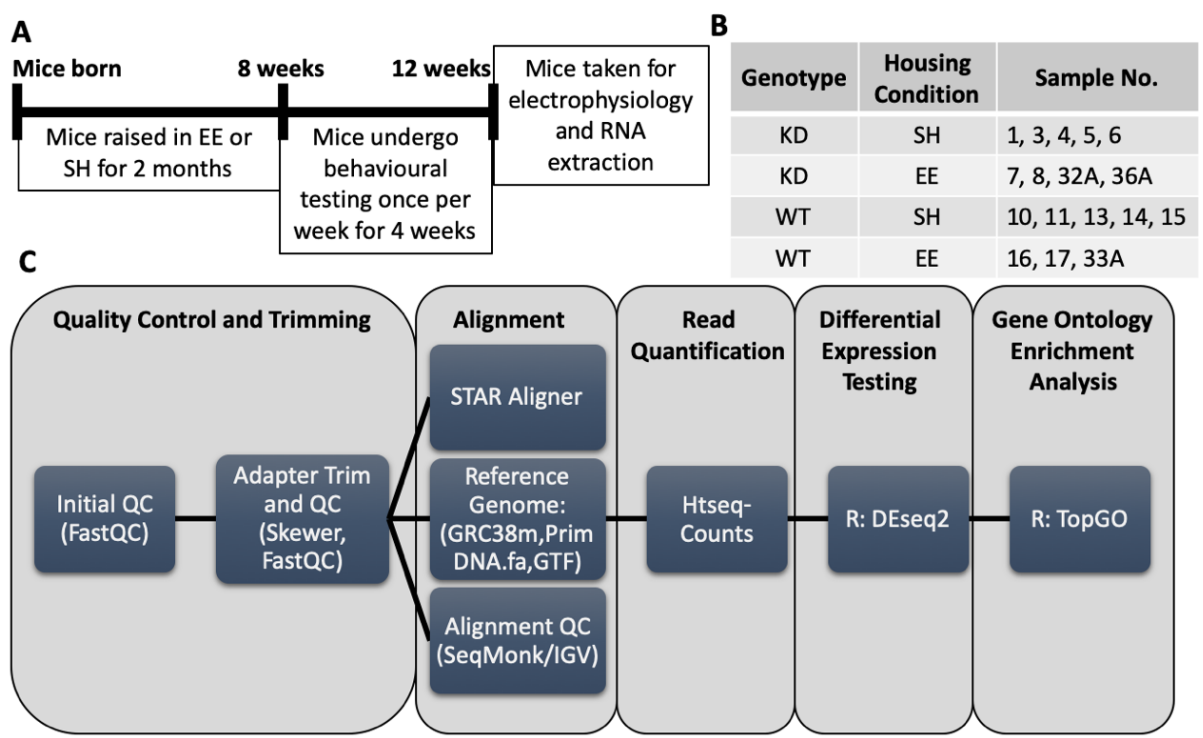 A
Mice born
8 weeks
12 weeks
Mice raised in EE or
SH for 2 months
Mice undergo
behavioural
testing once per
week for 4 weeks
Mice taken for
electrophysiology
and RNA
extraction
B
Genotype Housing Condition Sample No.
KD SH 1, 3, 4, 5, 6
KD EE 7, 8, 32A, 36A
WT SH 10, 11, 13, 14, 15
WT EE 16, 17, 33A
C
Quality Control and Trimming
Initial QC
(FastQC)
Adapter Trim
and QC
(Skewer,
FastQC)
Alignment
STAR Aligner
Reference
Genome:
(GRC38m,Prim
DNA.fa,GTF)
Alignment QC
(SeqMonk/IGV)
Read
Quantification
Htseq-
Counts
Differential
Expression
Testing
R: DEseq2
Gene Ontology
Enrichment
Analysis
R: TopGO